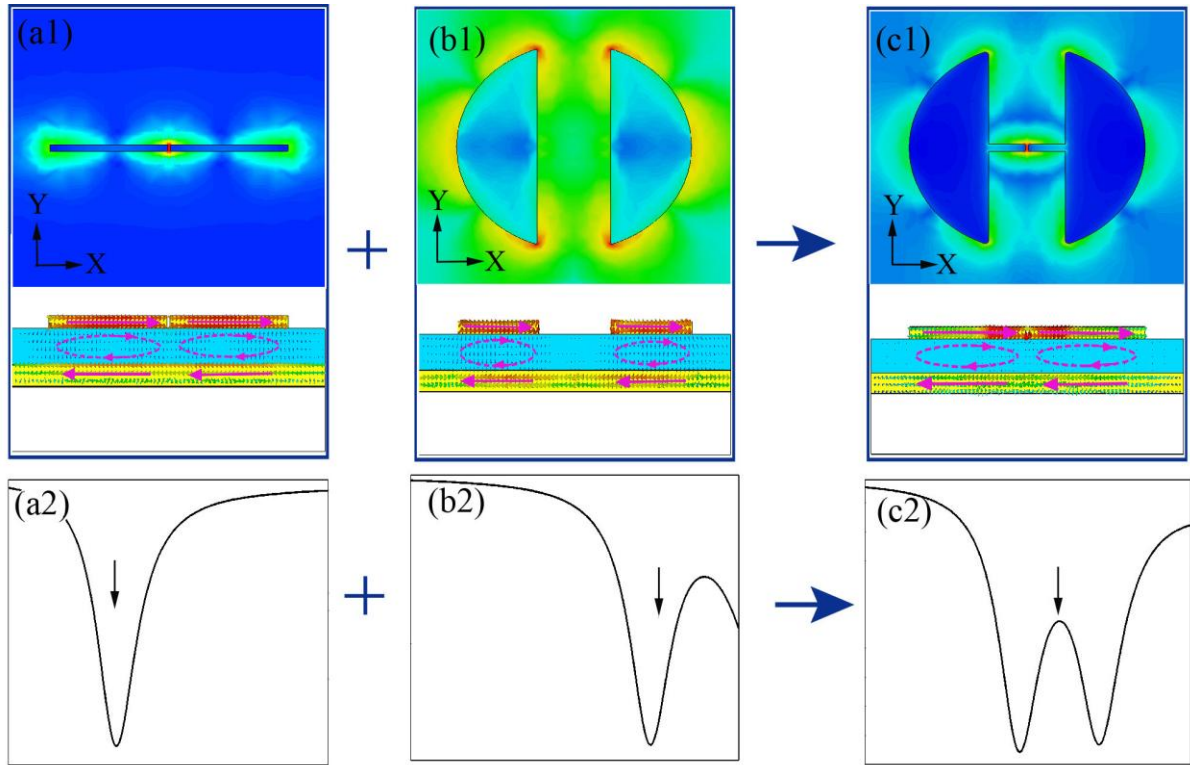 (a1)
Y
X
+
(b1)
Y
X
(c1)
Y
X
(a2)
+
(b2)
(c2)